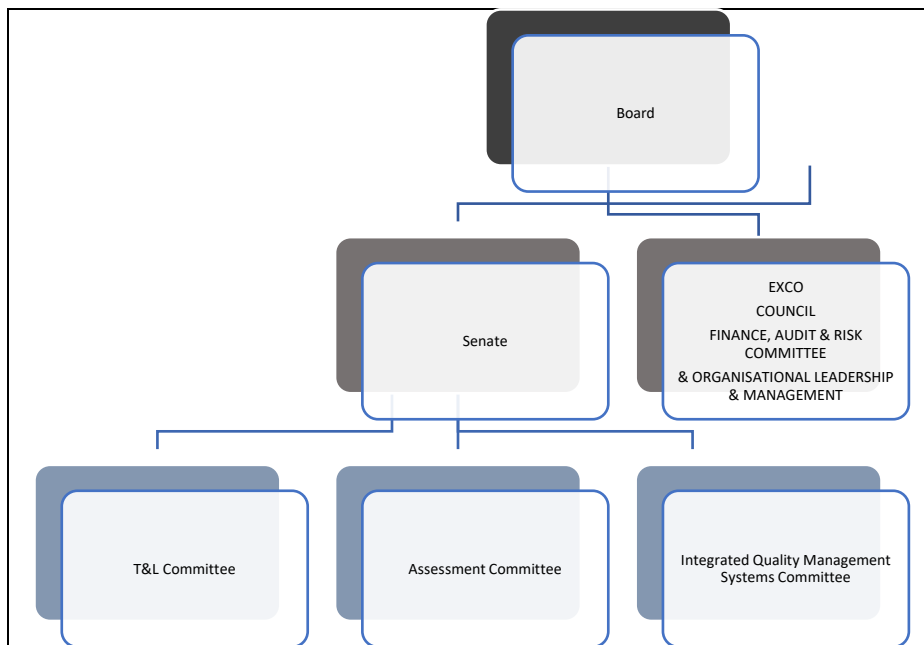 Board
Senate
EXCO
COUNCIL
FINANCE, AUDIT & RISK
COMMITTEE
& ORGANISATIONAL LEADERSHIP
& MANAGEMENT
T&L Committee
Assessment Committee
Integrated Quality Management
Systems Committee